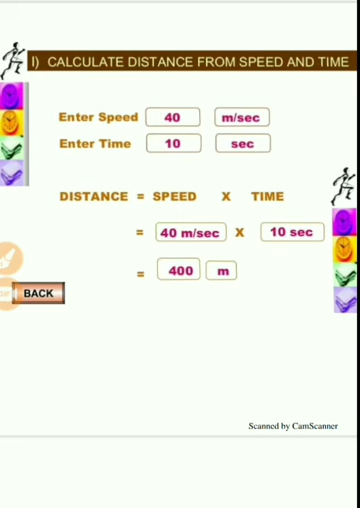 I) CALCULATE DISTANCE FROM SPEED AND TIME
Enter Speed 40 m/sec
Enter Time 10 sec
DISTANCE = SPEED X TIME
= 40 m/sec X 10 sec
= 400 m
BACK
Scanned by CamScanner